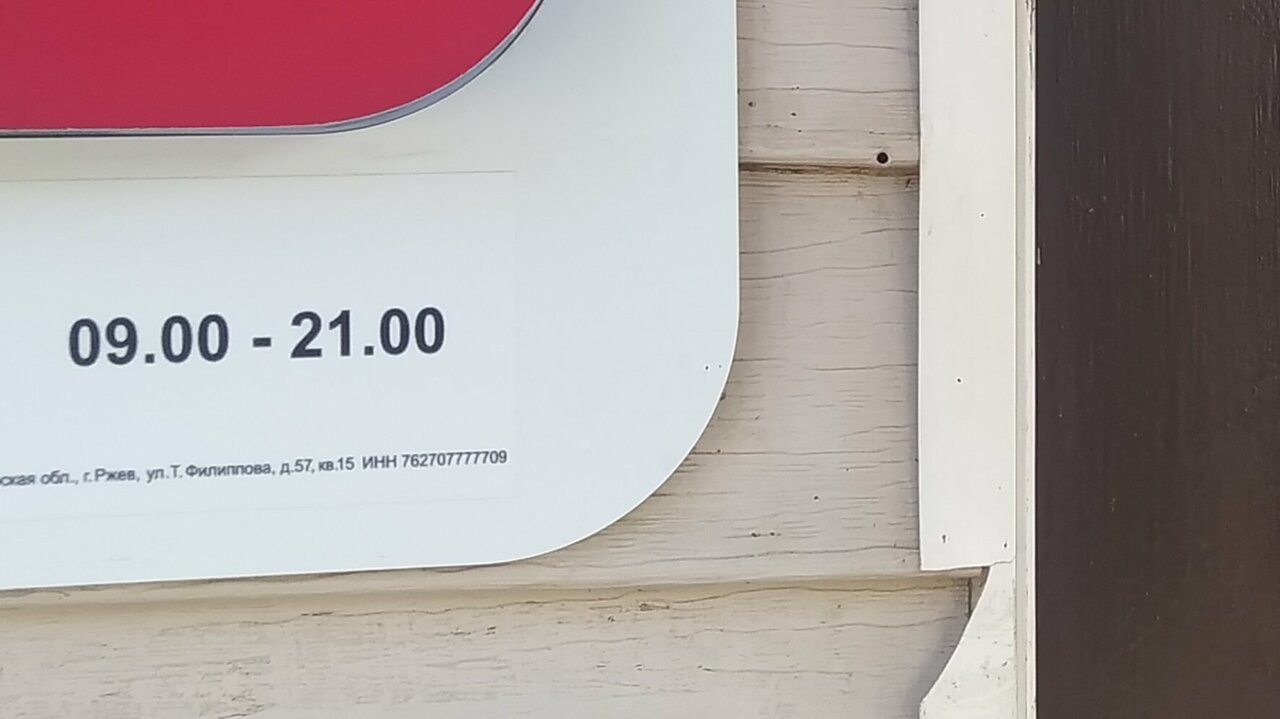 09.00 - 21.00
ская обл., г. Ржев, ул. Т. Филиппова, д.57, кв.15 ИНН 762707777709